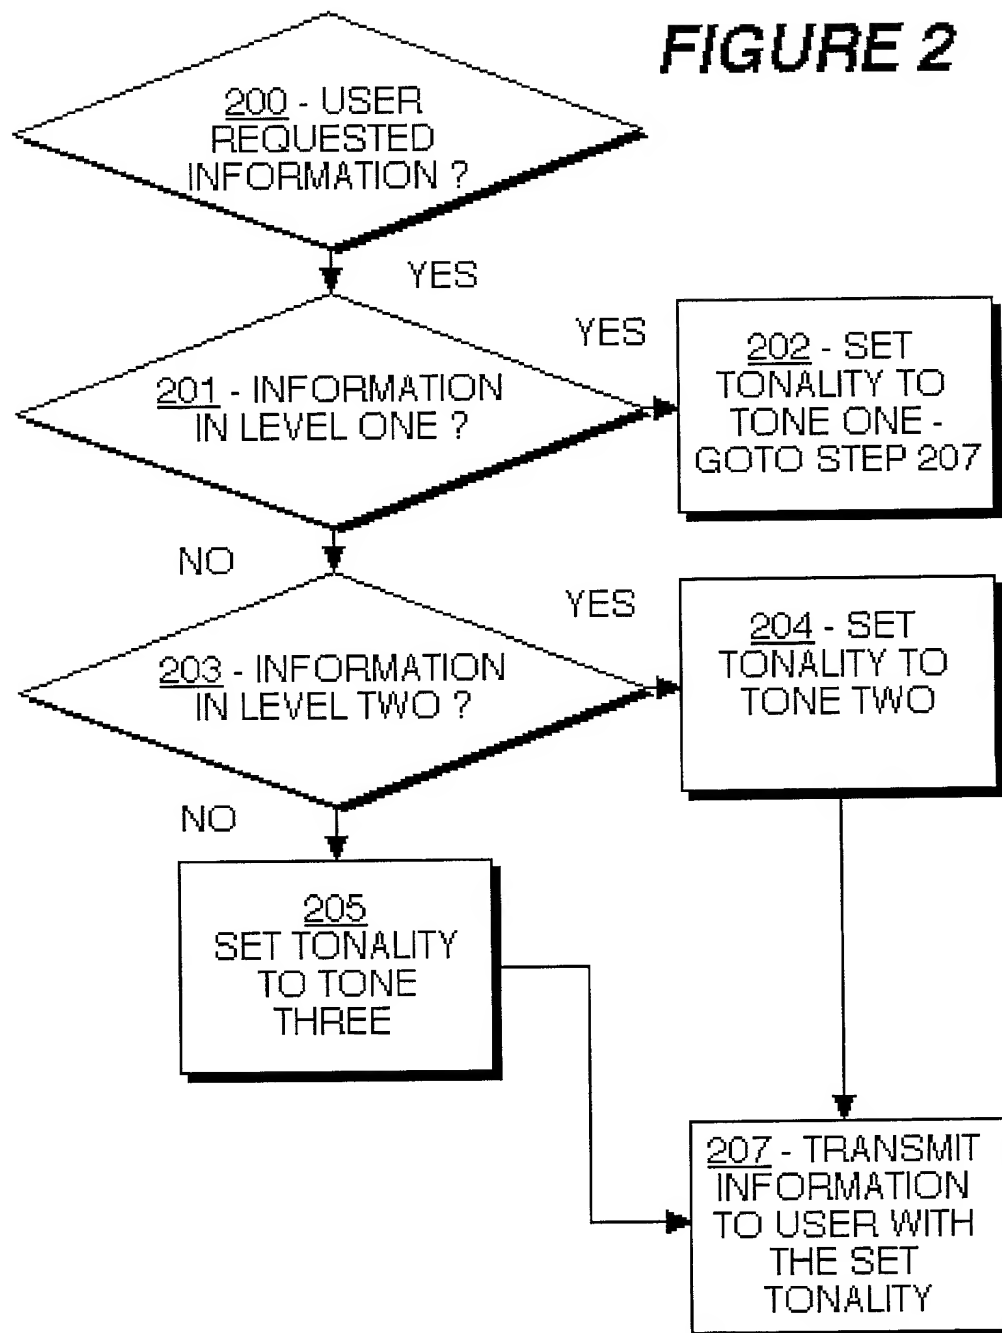 FIGURE 2
200 - USER
REQUESTED
INFORMATION ?
YES
201 - INFORMATION
IN LEVEL ONE ?
YES
202 - SET
TONALITY TO
TONE ONE -
GOTO STEP 207
NO
203 - INFORMATION
IN LEVEL TWO ?
YES
204 - SET
TONALITY TO
TONE TWO
NO
205
SET TONALITY
TO TONE
THREE
207 - TRANSMIT
INFORMATION
TO USER WITH
THE SET
TONALITY